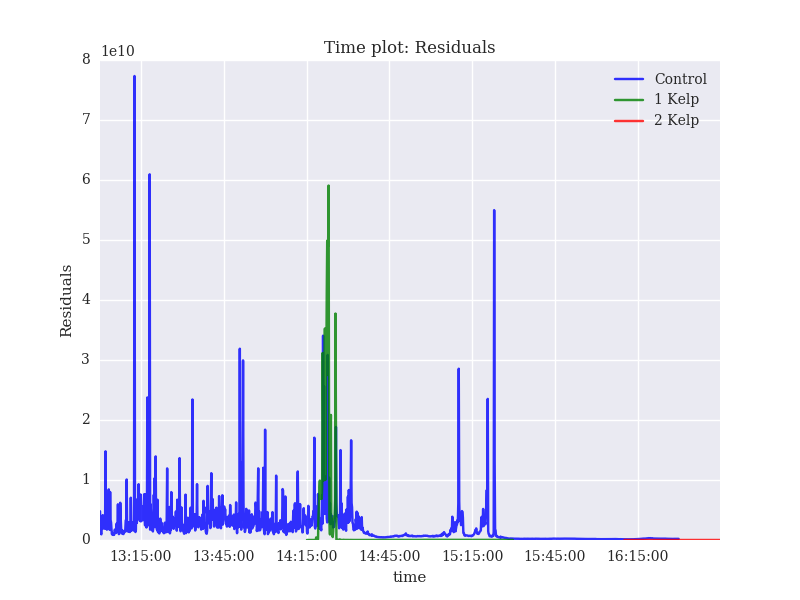 Time plot: Residuals
1e10
8
7
6
5
4
3
2
1
0
Residuals
Control
1 Kelp
2 Kelp
13:15:00 13:45:00 14:15:00 14:45:00 15:15:00 15:45:00 16:15:00
time